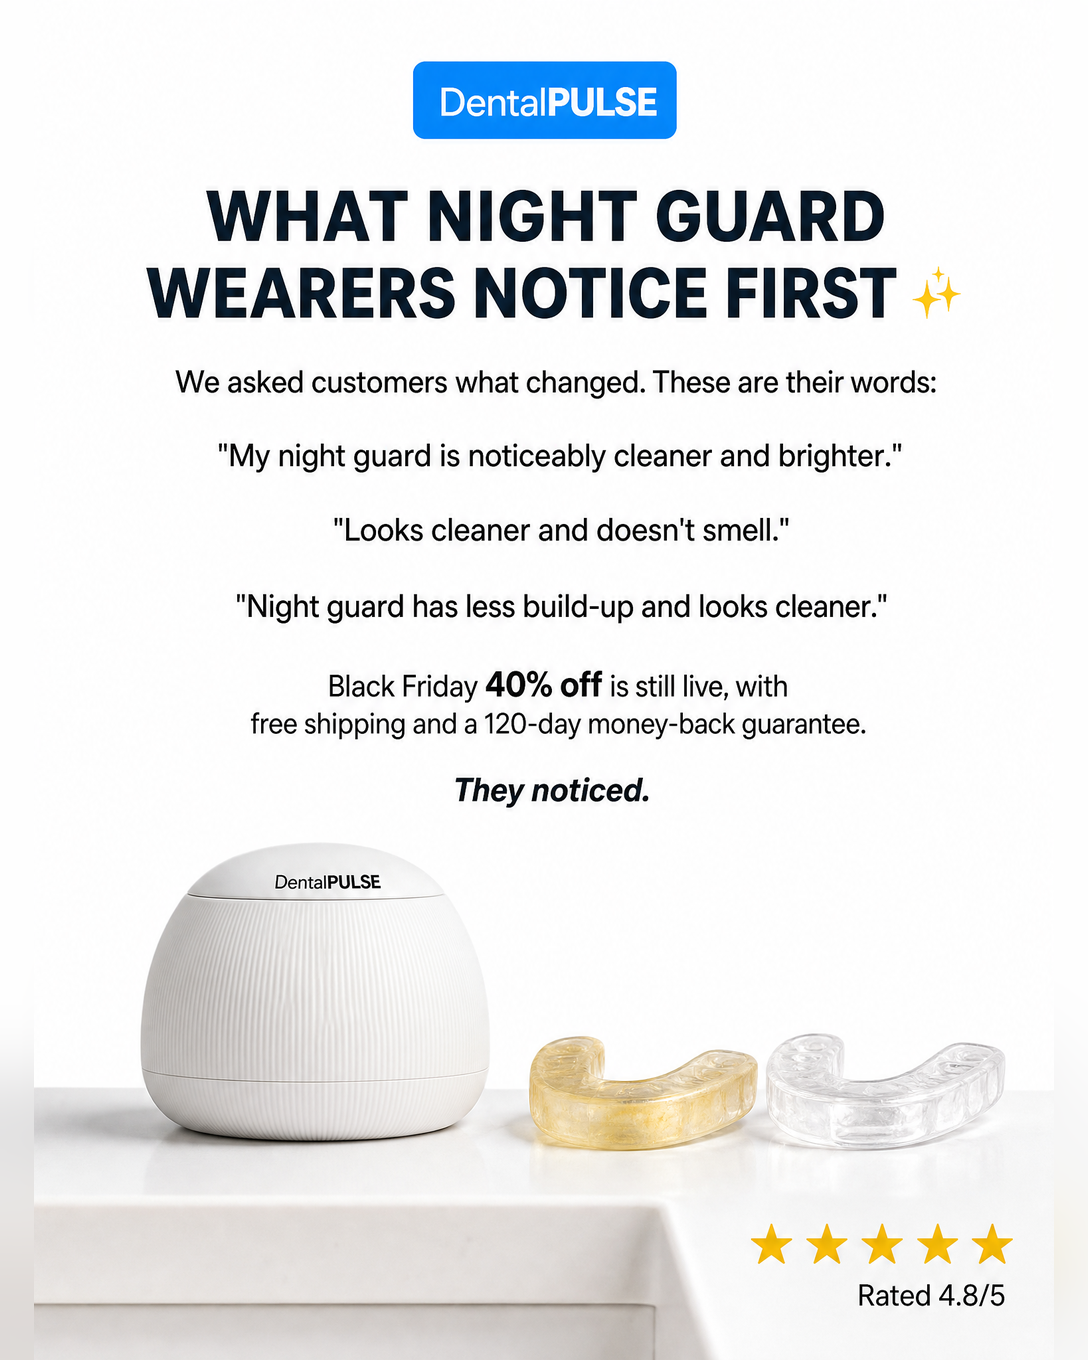 DentalPULSE
WHAT NIGHT GUARD
WEARERS NOTICE FIRST
We asked customers what changed. These are their words:
"My night guard is noticeably cleaner and brighter."
"Looks cleaner and doesn't smell."
"Night guard has less build-up and looks cleaner."
Black Friday 40% off is still live, with
free shipping and a 120-day money-back guarantee.
They noticed.
DentalPULSE
Rated 4.8/5